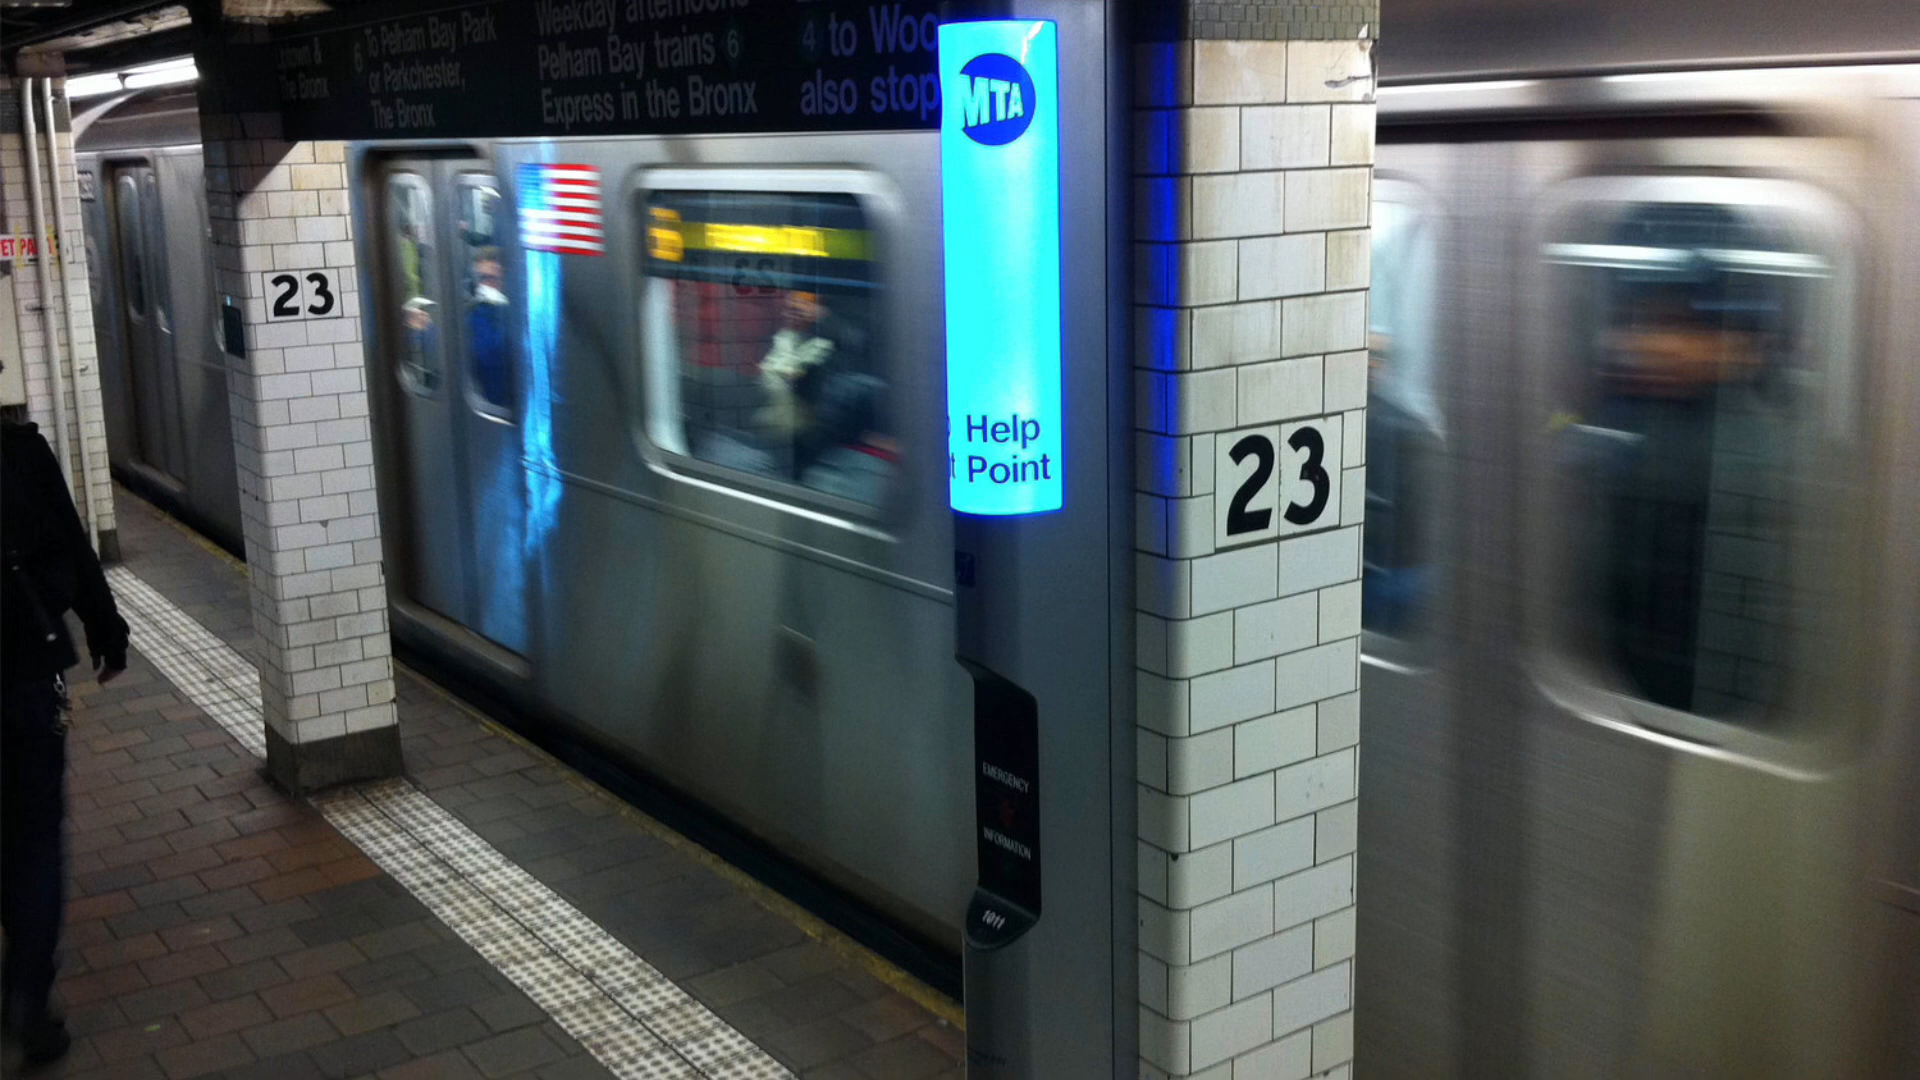 Uptown &
The Bronx
6 To Pelham Bay Park
or Parkchester,
The Bronx
Weekday afternoons
Pelham Bay trains 6
Express in the Bronx
4 to Woo
also stop
MTA
Help
Point
23
23
EMERGENCY
INFORMATION
1011